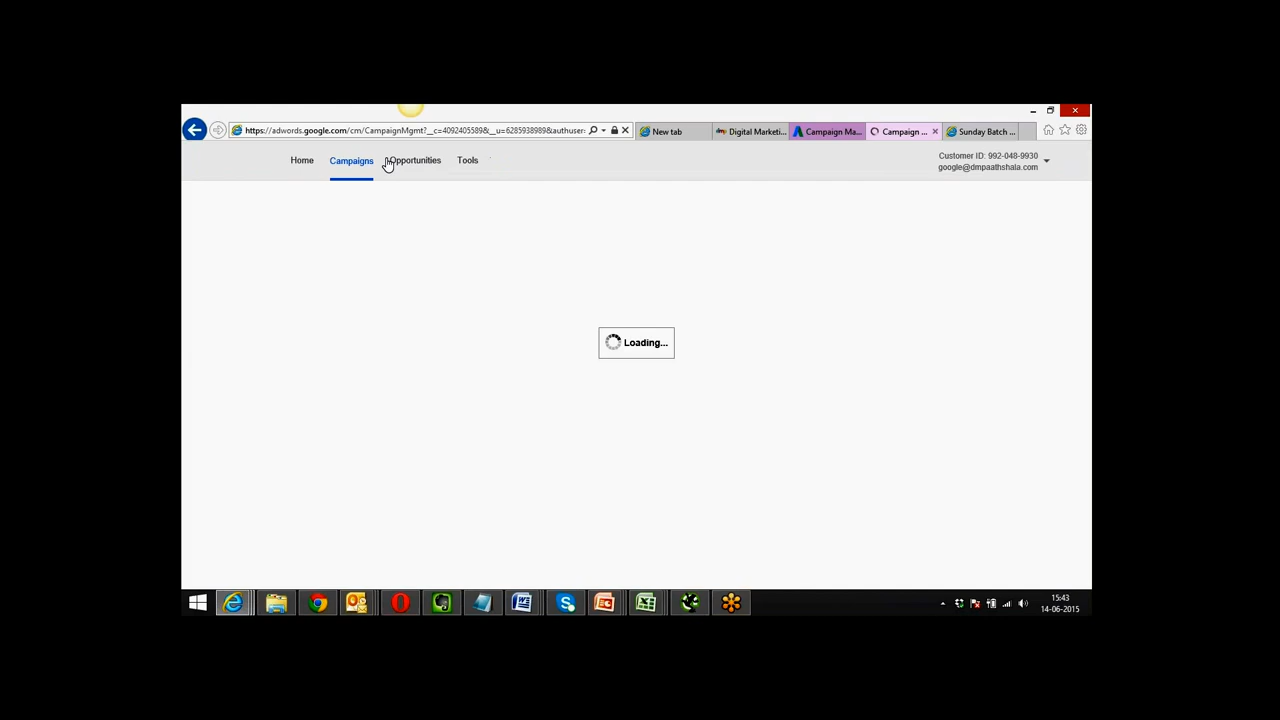 https://adwords.google.com/cm/CampaignMgmt?__c=4092405589&__u=6285938989&authuser:
New tab
Digital Marketi...
Campaign Ma...
Campaign ...
Sunday Batch ...
Home
Campaigns
Opportunities
Tools
Customer ID: 992-048-9930
google@dmpaathshala.com
Loading...
15:43
14-06-2015